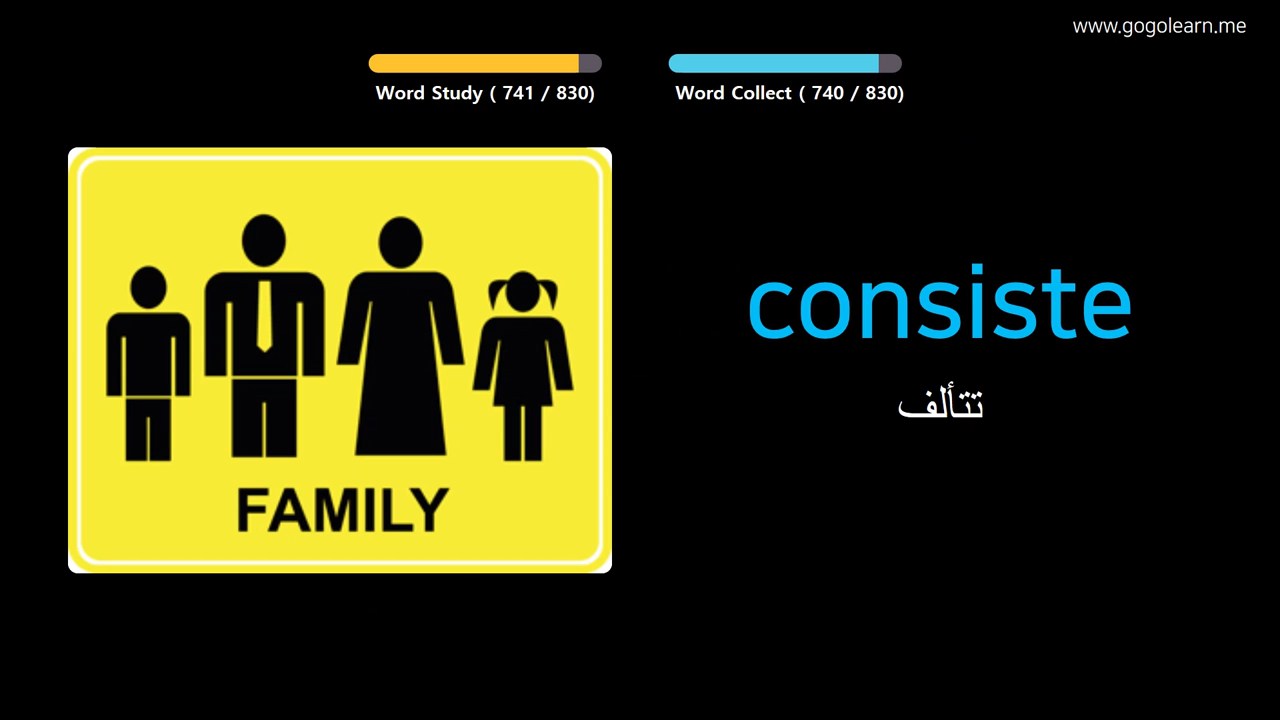 www.gogolearn.me
Word Study ( 741 / 830)
Word Collect ( 740 / 830)
consiste
تتألف
FAMILY